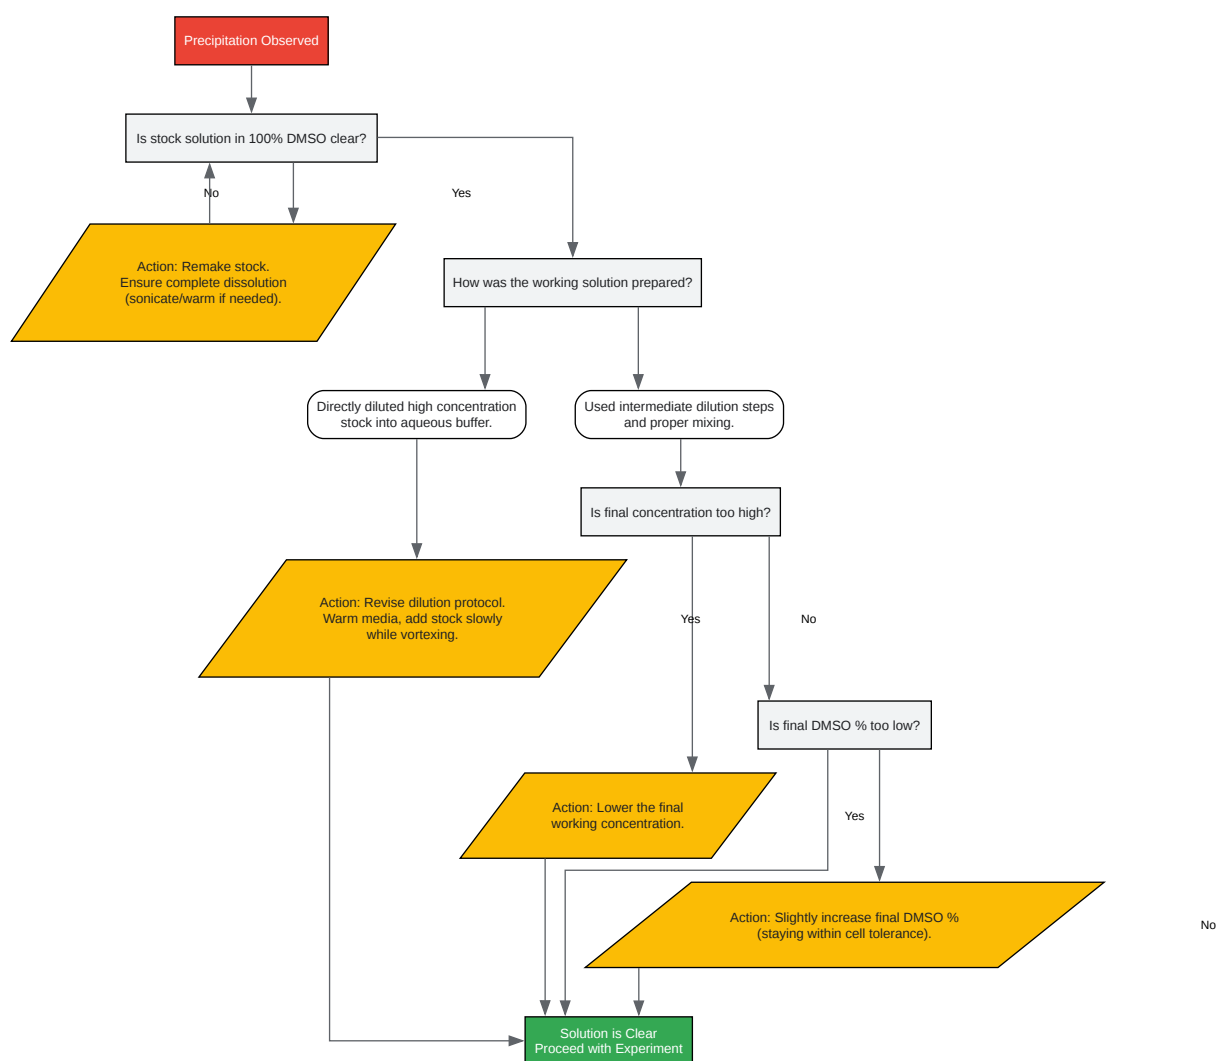 Precipitation Observed
Is stock solution in 100% DMSO clear?
No
Yes
Action: Remake stock.
Ensure complete dissolution
(sonicate/warm if needed).
How was the working solution prepared?
Directly diluted high concentration
stock into aqueous buffer.
Used intermediate dilution steps
and proper mixing.
Is final concentration too high?
Action: Revise dilution protocol.
Warm media, add stock slowly
while vortexing.
Yes
No
Is final DMSO % too low?
Action: Lower the final
working concentration.
Yes
Action: Slightly increase final DMSO %
(staying within cell tolerance).
No
Solution is Clear
Proceed with Experiment